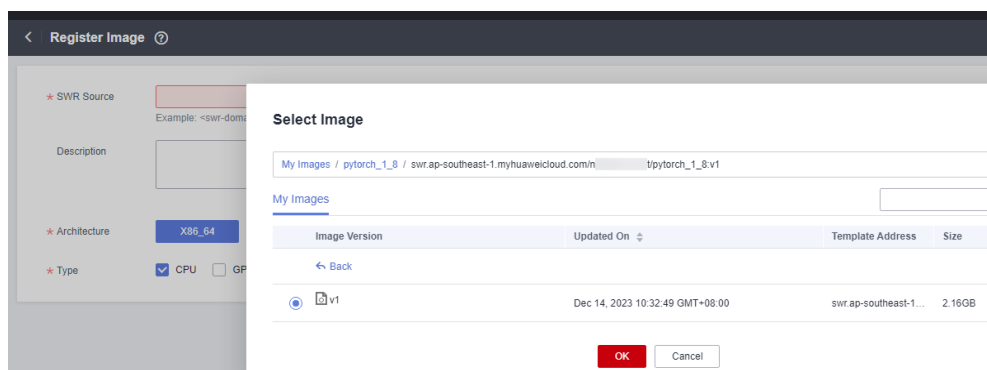 Register Image
* SWR Source
Example: <swr-doma
Description
* Architecture
X86_64
* Type
CPU
GP
Select Image
My Images / pytorch_1_8 / swr.ap-southeast-1.myhuaweicloud.com/n t/pytorch_1_8:v1
My Images
Image Version Updated On Template Address Size
Back
v1 Dec 14, 2023 10:32:49 GMT+08:00 swr.ap-southeast-1... 2.16GB
OK Cancel